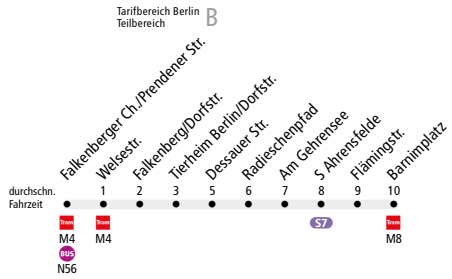 Tarifbereich Berlin
Teilbereich
B
Falkenberger Ch./Prendener Str.
Welsestr.
Falkenberg/Dorfstr.
Tierheim Berlin/Dorfstr.
Dessauer Str.
Radieschenpfad
Am Gehrensee
S Ahrensfelde
Flämingstr.
Barnimplatz
durchschn. 1 2 3 5 6 7 8 9 10
Fahrzeit
Tram Tram S7 Tram
M4 M4 M8
BUS
N56